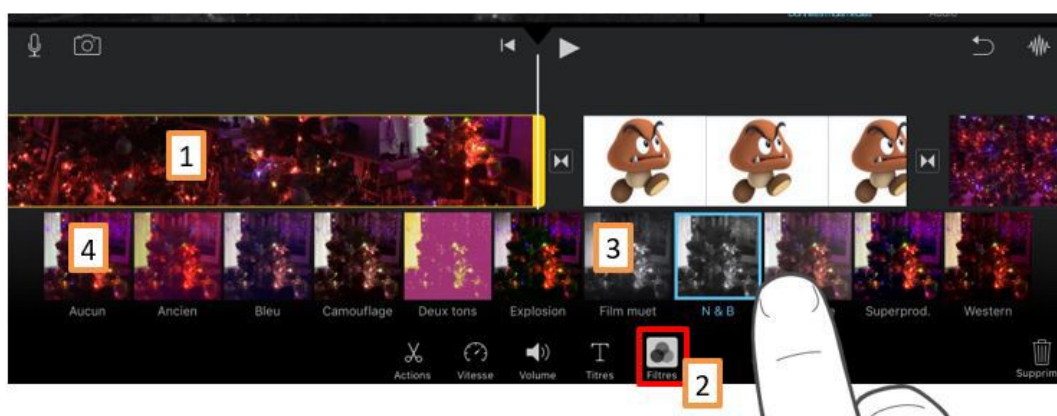 Audio
1
4
3
Aucun Ancien Bleu Camouflage Deux tons Explosion Film muet N & B Superprod. Western
Actions Vitesse Volume Titres Filtres Supprim
2